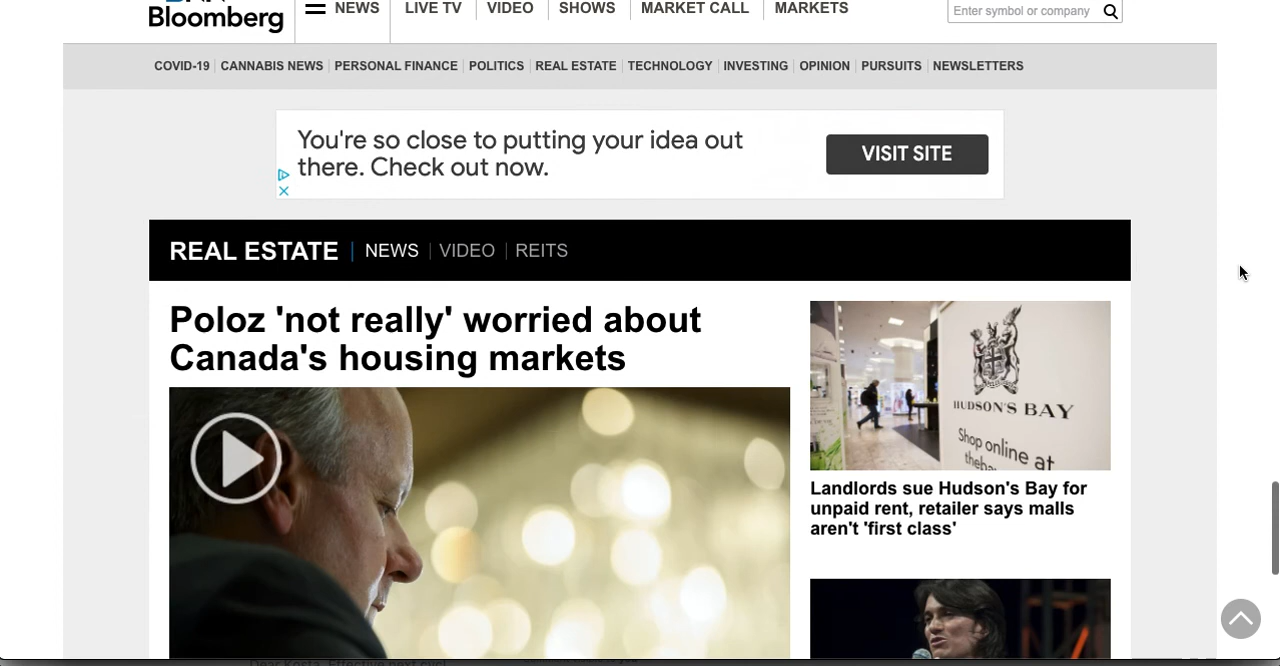 Bloomberg
NEWS
LIVE TV
VIDEO
SHOWS
MARKET CALL
MARKETS
Enter symbol or company
COVID-19 CANNABIS NEWS PERSONAL FINANCE POLITICS REAL ESTATE TECHNOLOGY INVESTING OPINION PURSUITS NEWSLETTERS
You're so close to putting your idea out
there. Check out now.
VISIT SITE
REAL ESTATE | NEWS | VIDEO | REITS
Poloz 'not really' worried about
Canada's housing markets
HUDSON'S BAY
Shop online at
Landlords sue Hudson's Bay for
unpaid rent, retailer says malls
aren't 'first class'